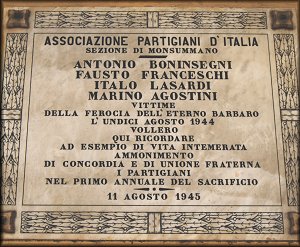 ASSOCIAZIONE PARTIGIANI D'ITALIA
SEZIONE DI MONSUMMANO
ANTONIO BONINSEGNI
FAUSTO FRANCESCHI
ITALO LASARDI
MARINO AGOSTINI
VITTIME
DELLA FEROCIA DELL'ETERNO BARBARO
L'UNDICI AGOSTO 1944
VOLLERO
QUI RICORDARE
AD ESEMPIO DI VITA INTEMERATA
AMMONIMENTO
DI CONCORDIA E DI UNIONE FRATERNA
I PARTIGIANI
NEL PRIMO ANNUALE DEL SACRIFICIO
11 AGOSTO 1945